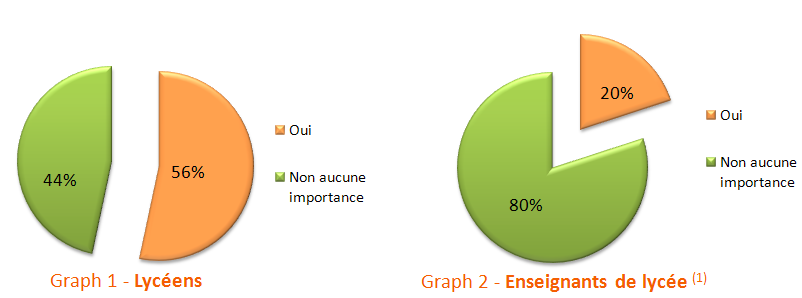 44%
56%
Oui
Non aucune
importance
Graph 1 - Lycéens
20%
80%
Oui
Non aucune
importance
Graph 2 - Enseignants de lycée (1)